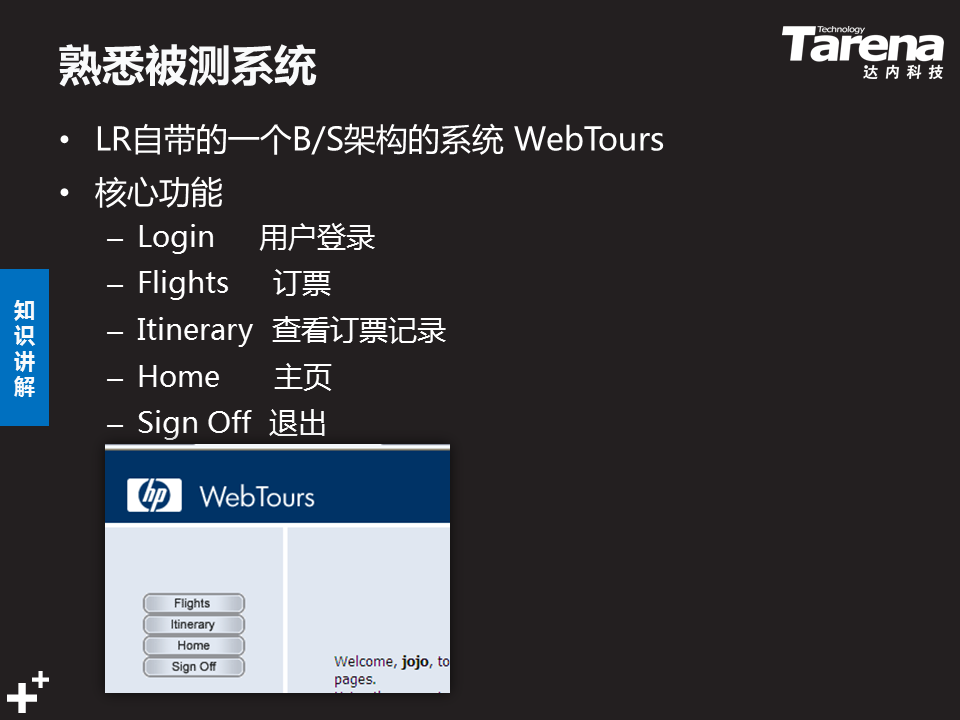 熟悉被测系统
Technology
Tarena
达内科技
• LR自带的一个B/S架构的系统 WebTours
• 核心功能
– Login 用户登录
– Flights 订票
– Itinerary 查看订票记录
– Home 主页
– Sign Off 退出
知识讲解
hp WebTours
Flights
Itinerary
Home
Sign Off
Welcome, jojo, to
pages.